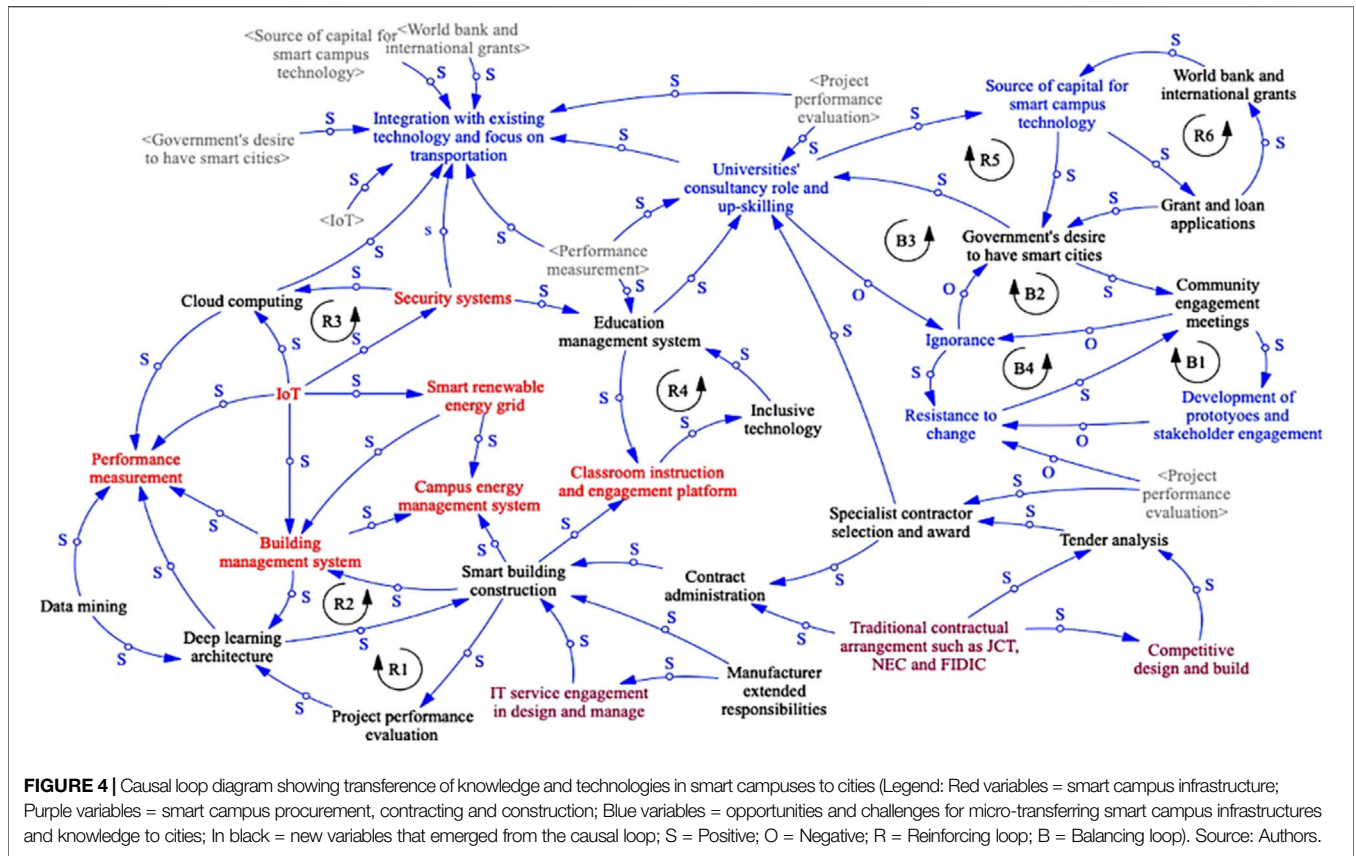 <Source of capital for
smart campus
technology>
<World bank and
international grants>
S
S
<Government's desire
to have smart cities>
S
Integration with existing
technology and focus on
transportation
S
<IoT>
S
S
<Project
performance
evaluation>
S
S
S
Universities'
consultancy role and
up-skilling
S
Source of capital for
smart campus
technology
S
World bank and
international grants
R6
S
R5
S
S
Grant and loan
applications
S
S
B3
Government's desire
to have smart cities
S
s
S
<Performance
measurement>
S
S
Cloud computing
S
Security systems
S
R3
S
S
S
Education
management system
S
O
O
B2
S
Community
engagement
meetings
Ignorance
O
S
B4
S
B1
S
Resistance to
change
O
Development of
prototyoes and
stakeholder engagement
S
S
IoT
S
Smart renewable
energy grid
S
R4
S
Inclusive
technology
S
S
S
S
S
Performance
measurement
Campus energy
management system
Classroom instruction
and engagement platform
O
<Project
performance
evaluation>
S
S
S
Building
management system
S
S
Smart building
construction
S
S
Specialist contractor
selection and award
S
Tender analysis
S
Contract
administration
S
S
S
S
Data mining
S
S
R2
S
S
Deep learning
architecture
S
R1
S
S
S
Traditional contractual
arrangement such as JCT,
NEC and FIDIC
S
Competitive
design and build
S
Project performance
evaluation
IT service engagement
in design and manage
S
Manufacturer
extended
responsibilities
FIGURE 4 | Causal loop diagram showing transference of knowledge and technologies in smart campuses to cities (Legend: Red variables = smart campus infrastructure;
Purple variables = smart campus procurement, contracting and construction; Blue variables = opportunities and challenges for micro-transferring smart campus infrastructures
and knowledge to cities; In black = new variables that emerged from the causal loop; S = Positive; O = Negative; R = Reinforcing loop; B = Balancing loop). Source: Authors.